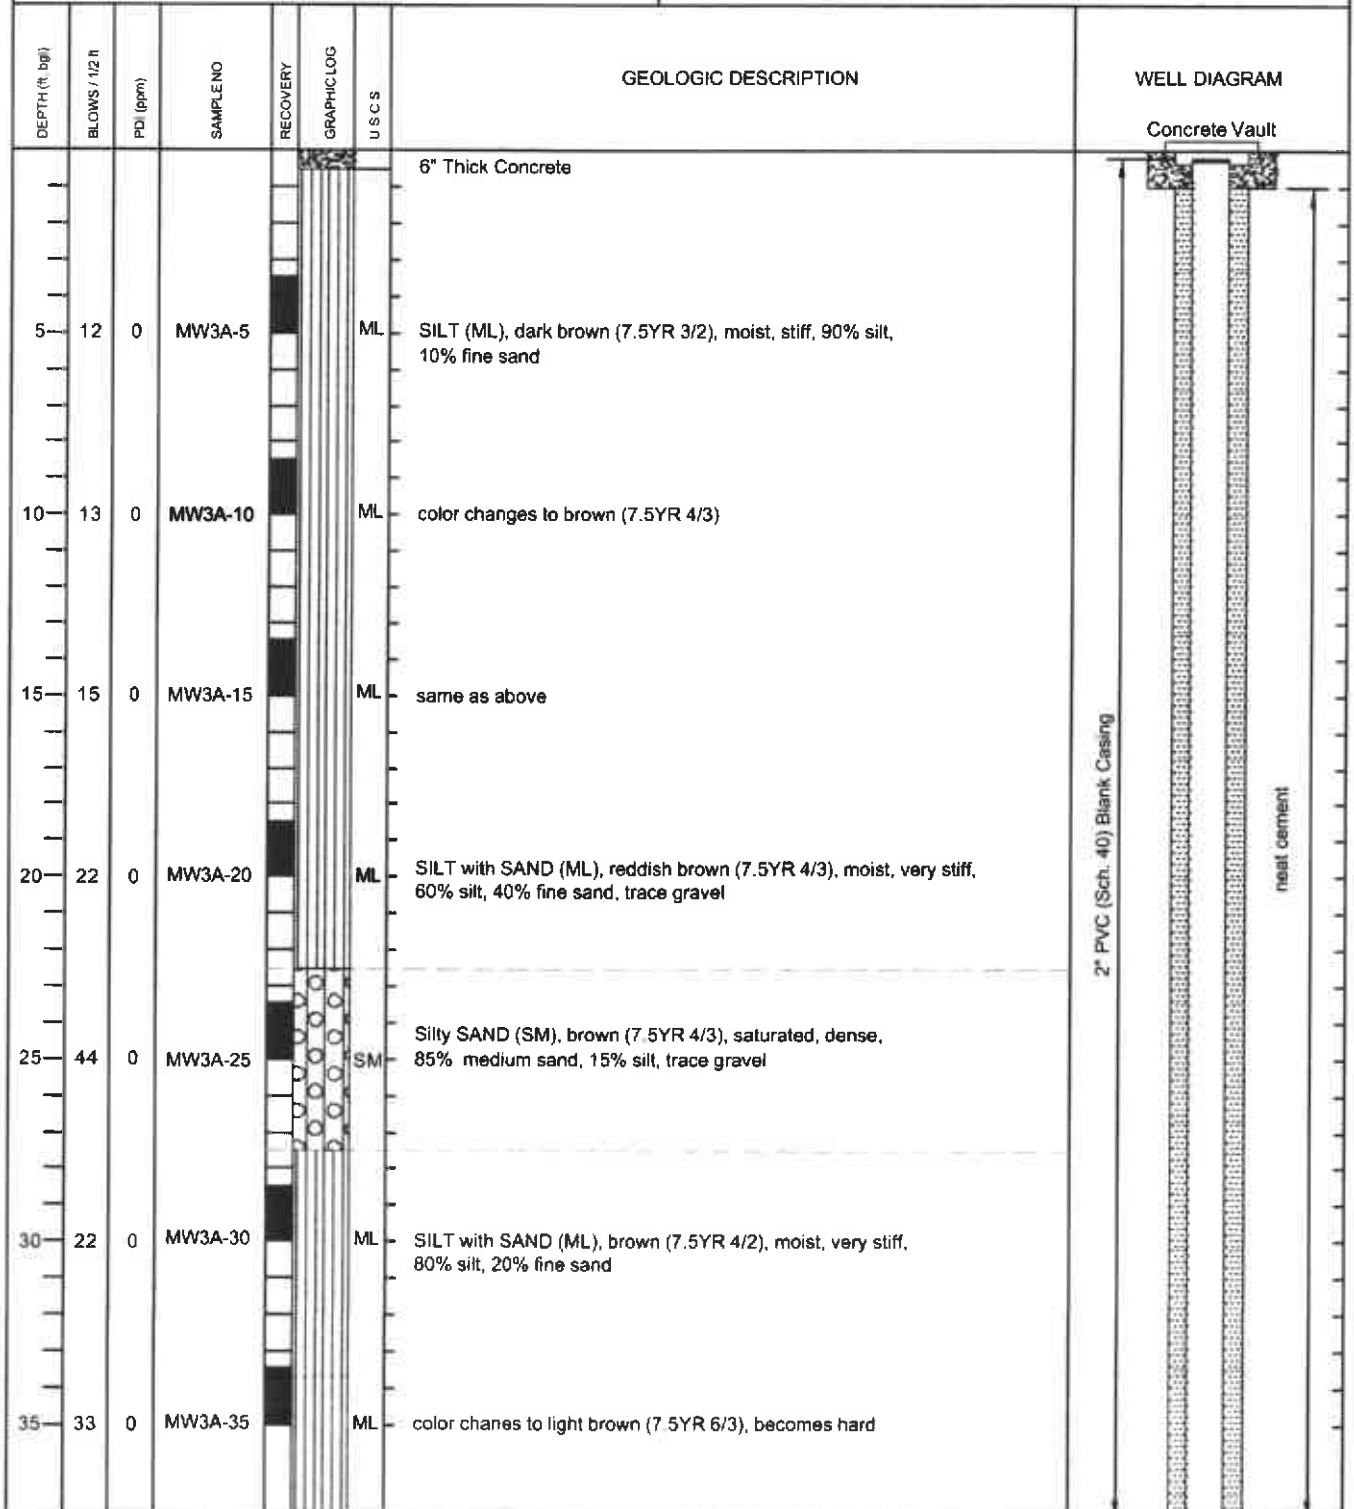 DEPTH (ft. bgl)
BLOWS / 1/2 ft
PDI (ppm)
SAMPLE NO
RECOVERY
GRAPHIC LOG
U S C S
GEOLOGIC DESCRIPTION
WELL DIAGRAM
Concrete Vault
6" Thick Concrete
5 12 0 MW3A-5 ML SILT (ML), dark brown (7.5YR 3/2), moist, stiff, 90% silt,
10% fine sand
10 13 0 MW3A-10 ML color changes to brown (7.5YR 4/3)
15 15 0 MW3A-15 ML same as above
20 22 0 MW3A-20 ML SILT with SAND (ML), reddish brown (7.5YR 4/3), moist, very stiff,
60% silt, 40% fine sand, trace gravel
Silty SAND (SM), brown (7.5YR 4/3), saturated, dense,
25 44 0 MW3A-25 SM 85% medium sand, 15% silt, trace gravel
30 22 0 MW3A-30 ML SILT with SAND (ML), brown (7.5YR 4/2), moist, very stiff,
80% silt, 20% fine sand
35 33 0 MW3A-35 ML color chanes to light brown (7.5YR 6/3), becomes hard
2" PVC (Sch. 40) Blank Casing
neat cement